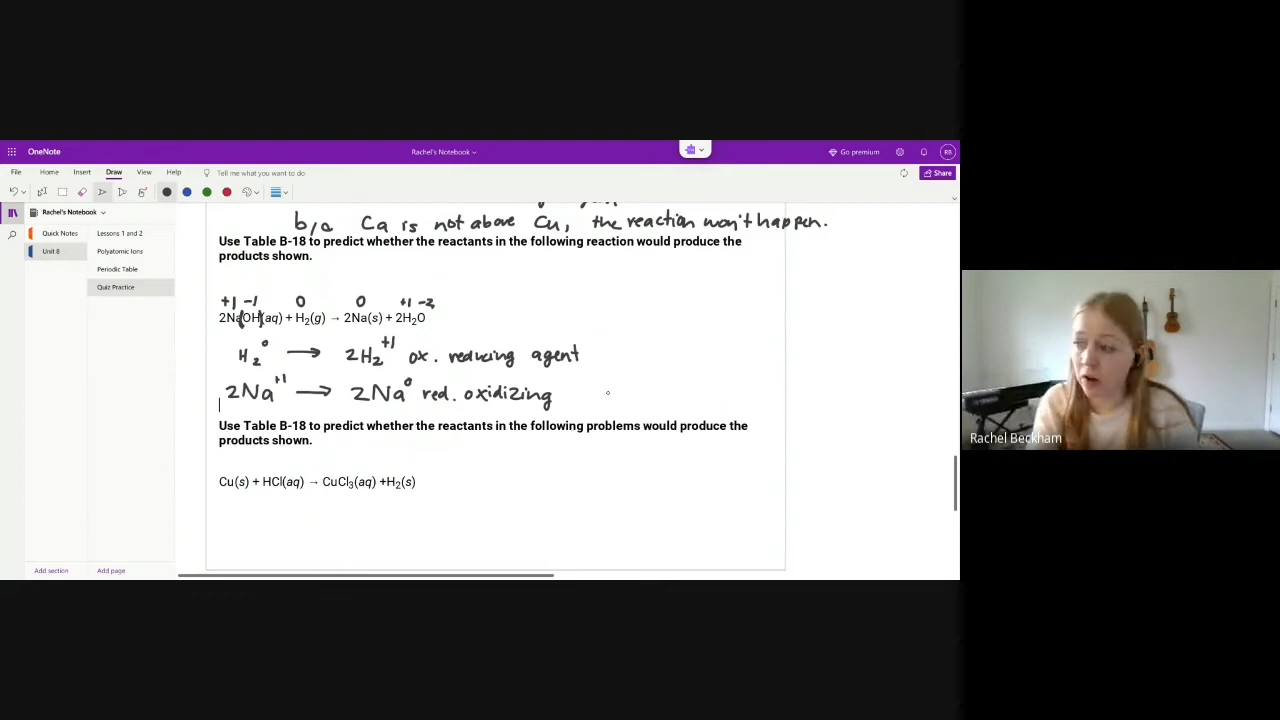 OneNote
Rachel's Notebook
Go premium
RB
File Home Insert Draw View Help Tell me what you want to do
Share
Rachel's Notebook
Quick Notes
Unit 8
Lessons 1 and 2
Polyatomic Ions
Periodic Table
Quiz Practice
b/c Ca is not above Cu, the reaction won't happen.
Use Table B-18 to predict whether the reactants in the following reaction would produce the
products shown.
+1 -1 0 0 +1 -2
2Na(OH)(aq) + H₂(g) → 2Na(s) + 2H₂O
H₂⁰ → 2H₂⁺¹ ox. reducing agent
2Na⁺¹ → 2Na⁰ red. oxidizing
Use Table B-18 to predict whether the reactants in the following problems would produce the
products shown.
Cu(s) + HCl(aq) → CuCl₃(aq) +H₂(s)
Add section
Add page
Rachel Beckham